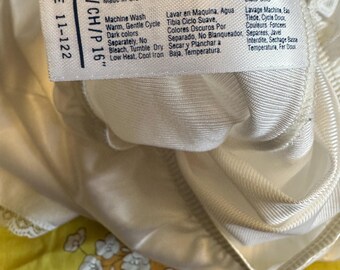 E 11-122
/CH/P 16"
Machine Wash
Warm, Gentle Cycle
Dark colors
Separately, No
Bleach, Tumble Dry
Low Heat, Cool Iron
Lavar en Maquina, Agua
Tibia Ciclo Suave,
Colores Oscuros Por
Separado, No Blanqueador,
Secar y Planchar a
Baja, Temperatura.
Lavage Machine, Eau
Tiede, Cycle Doux,
Couleurs Foncees
Separees, Javel
Interdite, Sechage Basse
Temperature, Fer Doux